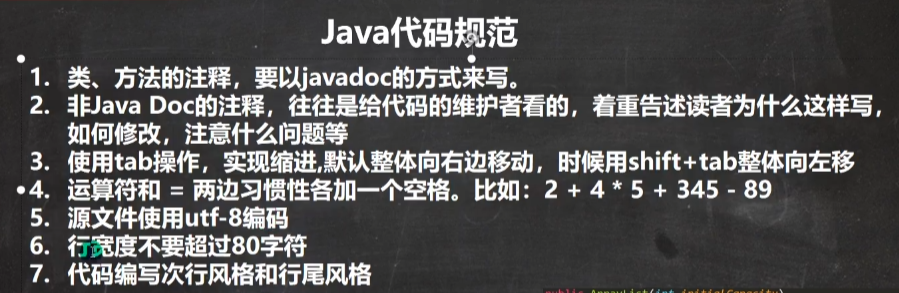 Java代码规范
1. 类、方法的注释，要以javadoc的方式来写。
2. 非Java Doc的注释，往往是给代码的维护者看的，着重告述读者为什么这样写，
如何修改，注意什么问题等
3. 使用tab操作，实现缩进,默认整体向右边移动，时候用shift+tab整体向左移
4. 运算符和 = 两边习惯性各加一个空格。比如：2 + 4 * 5 + 345 - 89
5. 源文件使用utf-8编码
6. 行宽度不要超过80字符
7. 代码编写次行风格和行尾风格
public ArrayList(int initialCapacity)